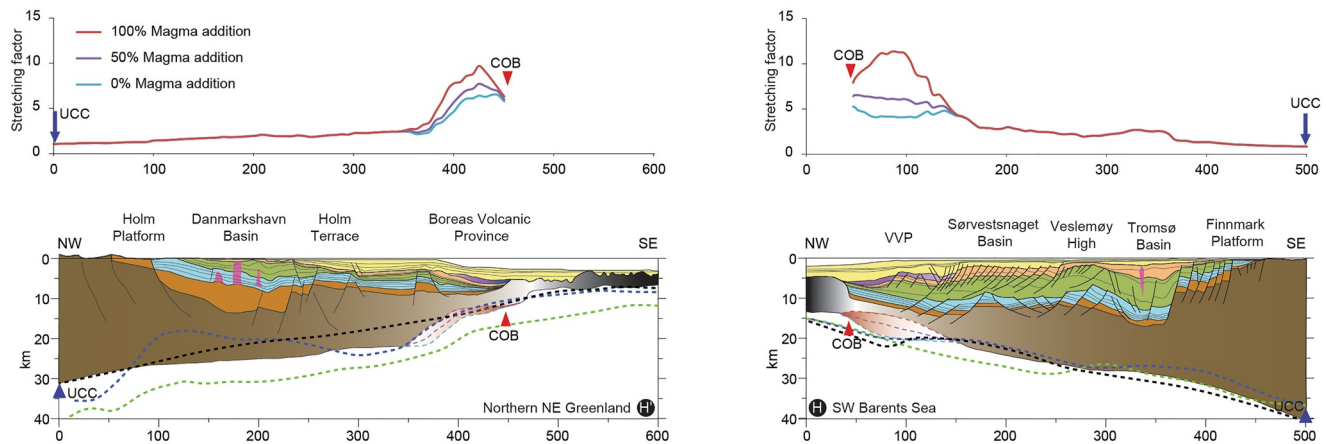 15
10
5
0
Stretching factor
100% Magma addition
50% Magma addition
0% Magma addition
UCC
COB
0 100 200 300 400 500 600
15
10
5
0
Stretching factor
COB
UCC
0 100 200 300 400 500
Holm Platform
Danmarkshavn Basin
Holm Terrace
Boreas Volcanic Province
NW
SE
0
10
20
30
40
km
UCC
COB
Northern NE Greenland H'
0 100 200 300 400 500 600
NW
VVP
Sørvestsnaget Basin
Veslemøy High
Tromsø Basin
Finnmark Platform
SE
0
10
20
30
40
km
COB
UCC
H SW Barents Sea
0 100 200 300 400 500